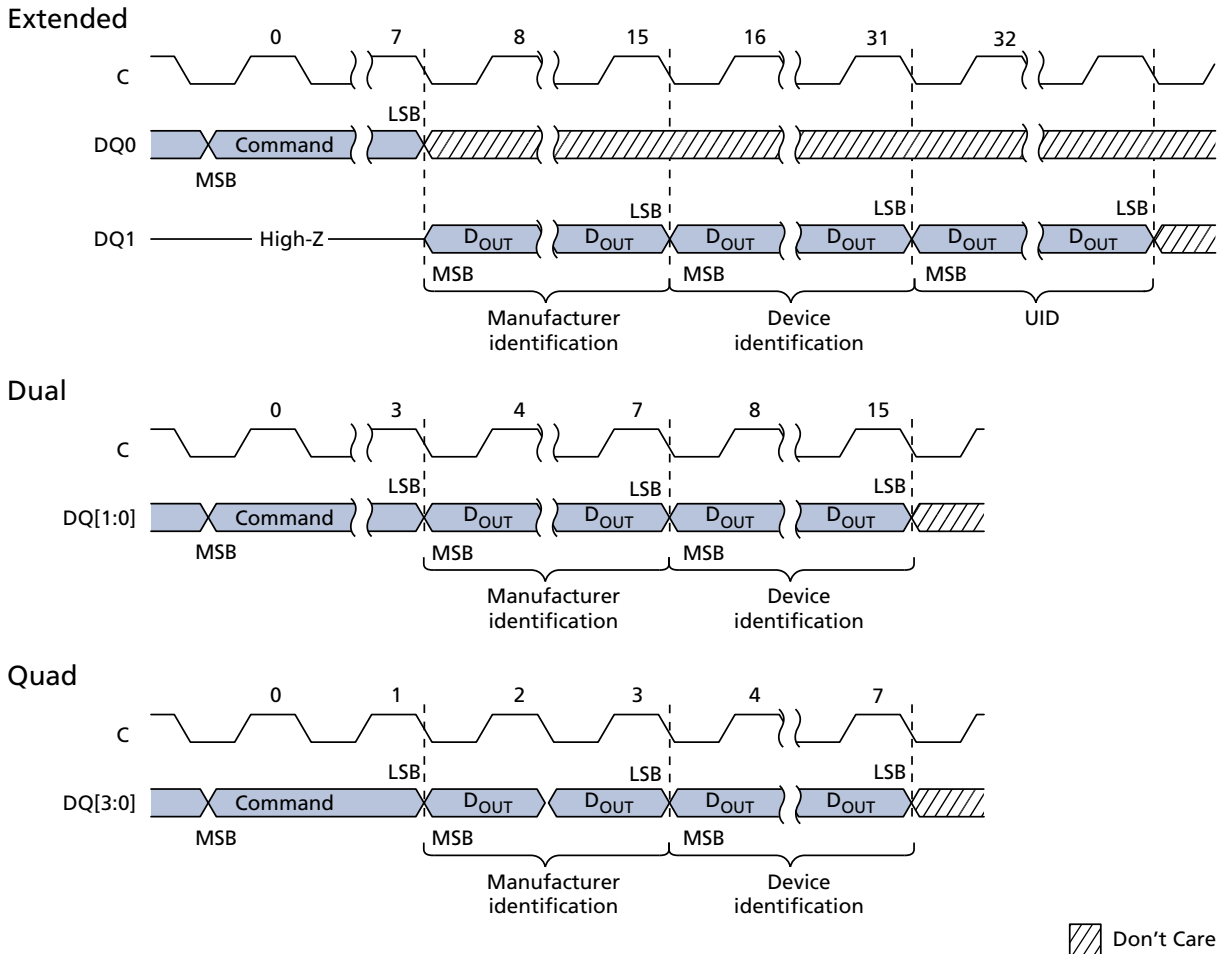 Extended
0 7 8 15 16 31 32
C
LSB
DQ0 Command
MSB
LSB LSB LSB
DQ1 High-Z DOUT DOUT DOUT DOUT DOUT DOUT
MSB MSB MSB
Manufacturer identification Device identification UID
Dual
0 3 4 7 8 15
C
LSB LSB LSB
DQ[1:0] Command DOUT DOUT DOUT DOUT
MSB MSB MSB
Manufacturer identification Device identification
Quad
0 1 2 3 4 7
C
LSB LSB LSB
DQ[3:0] Command DOUT DOUT DOUT DOUT
MSB MSB MSB
Manufacturer identification Device identification
Don't Care